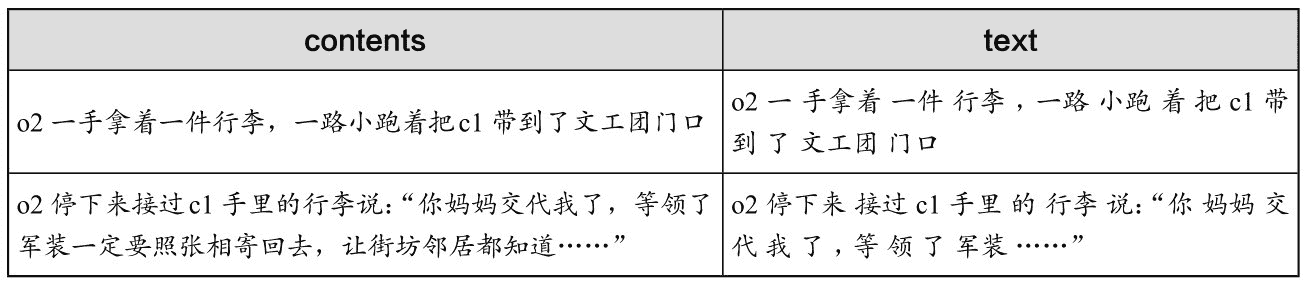 contents
text
o2 一手拿着一件行李，一路小跑着把c1 带到了文工团门口
o2 一 手拿着 一件 行李 ，一路 小跑 着 把 c1 带
到 了 文工团 门口
o2 停下来接过c1 手里的行李说：“你妈妈交代我了，等领了
军装一定要照张相寄回去，让街坊邻居都知道……”
o2 停下来 接过 c1 手里 的 行李 说：“你 妈妈 交
代 我 了 ，等 领 了 军装 ……”